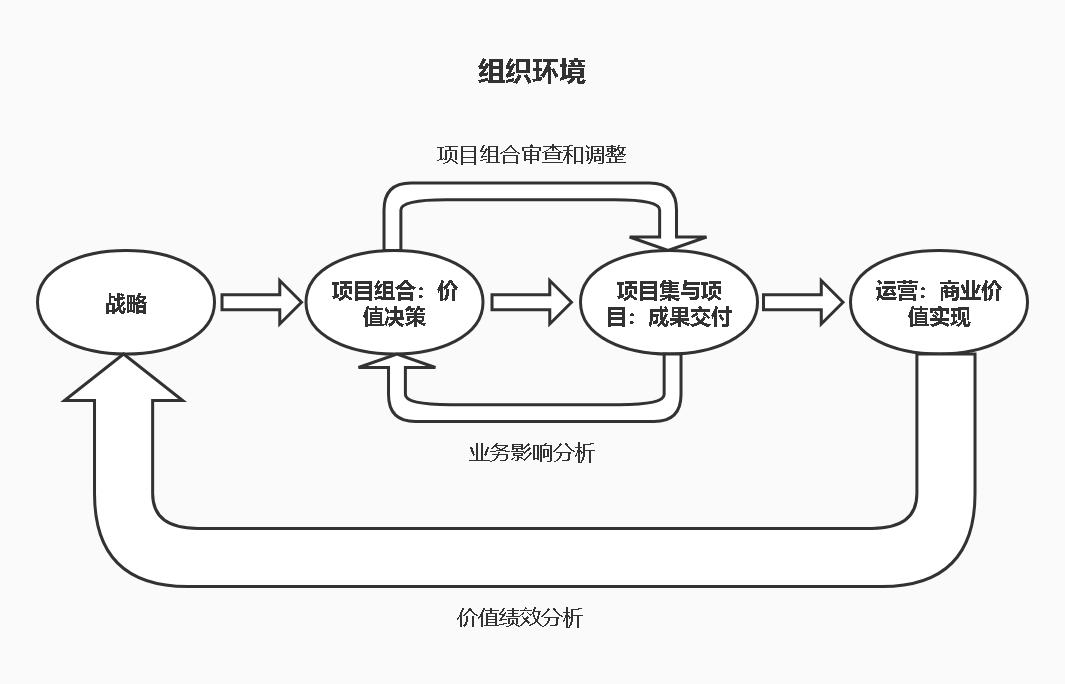 组织环境
项目组合审查和调整
战略
项目组合：价
值决策
项目集与项
目：成果交付
运营：商业价
值实现
业务影响分析
价值绩效分析